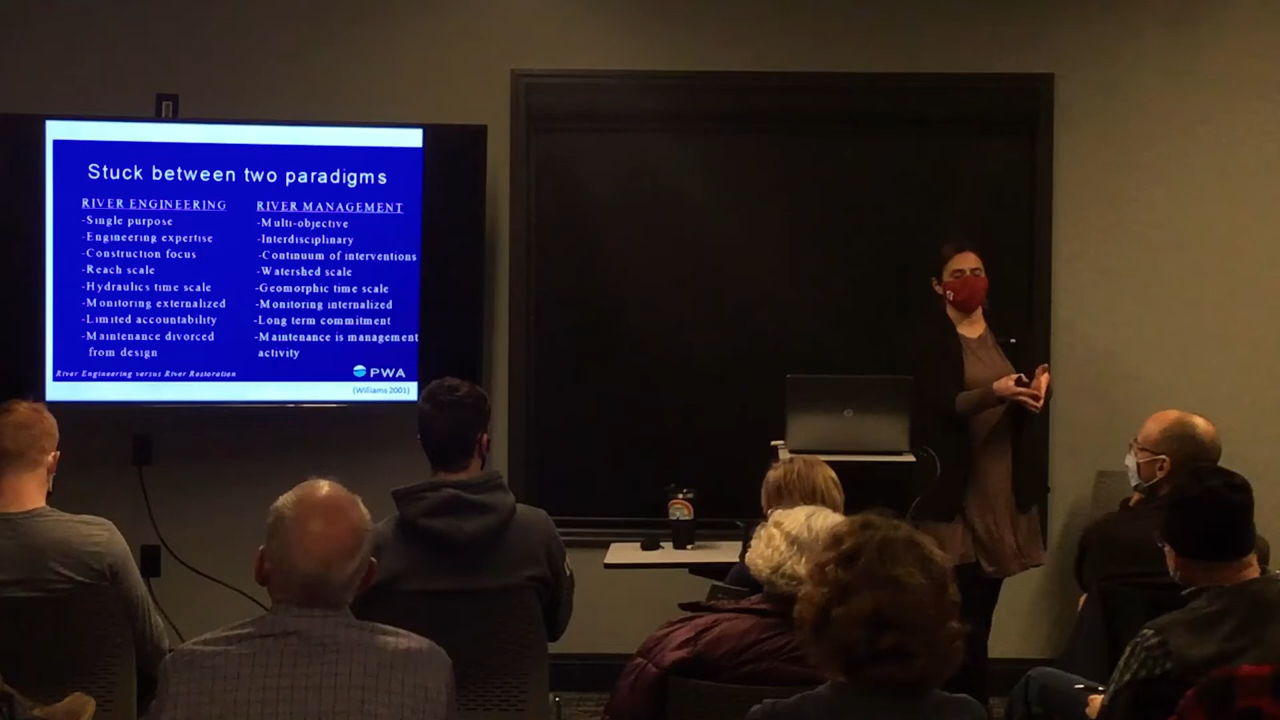 Stuck between two paradigms
RIVER ENGINEERING
-Single purpose
-Engineering expertise
-Construction focus
-Reach scale
-Hydraulics time scale
-Monitoring externalized
-Limited accountability
-Maintenance divorced
from design
RIVER MANAGEMENT
-Multi-objective
-Interdisciplinary
-Continuum of interventions
-Watershed scale
-Geomorphic time scale
-Monitoring internalized
-Long term commitment
-Maintenance is management
activity
River Engineering versus River Restoration
PWA
(Williams 2001)